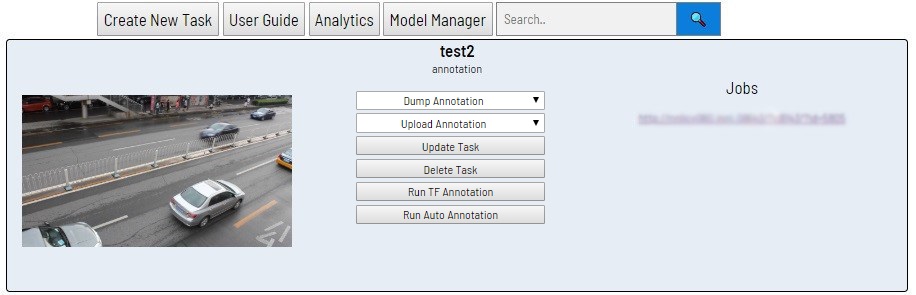 Create New Task User Guide Analytics Model Manager Search..
test2
annotation
Dump Annotation
Upload Annotation
Update Task
Delete Task
Run TF Annotation
Run Auto Annotation
Jobs